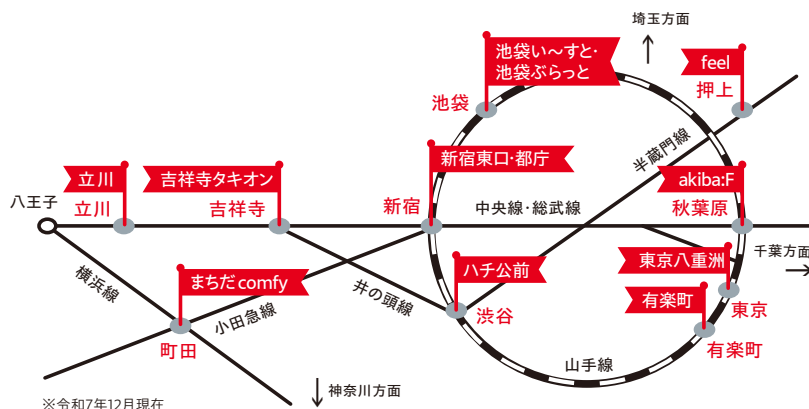 埼玉方面
池袋い～すと・
池袋ぶらっと
feel
押上
池袋
半蔵門線
新宿東口・都庁
立川
吉祥寺タキオン
akiba:F
八王子
立川
吉祥寺
新宿
中央線・総武線
秋葉原
千葉方面
東京八重洲
ハチ公前
横浜線
まちだcomfy
井の頭線
小田急線
有楽町
東京
渋谷
町田
有楽町
山手線
神奈川方面
※令和7年12月現在